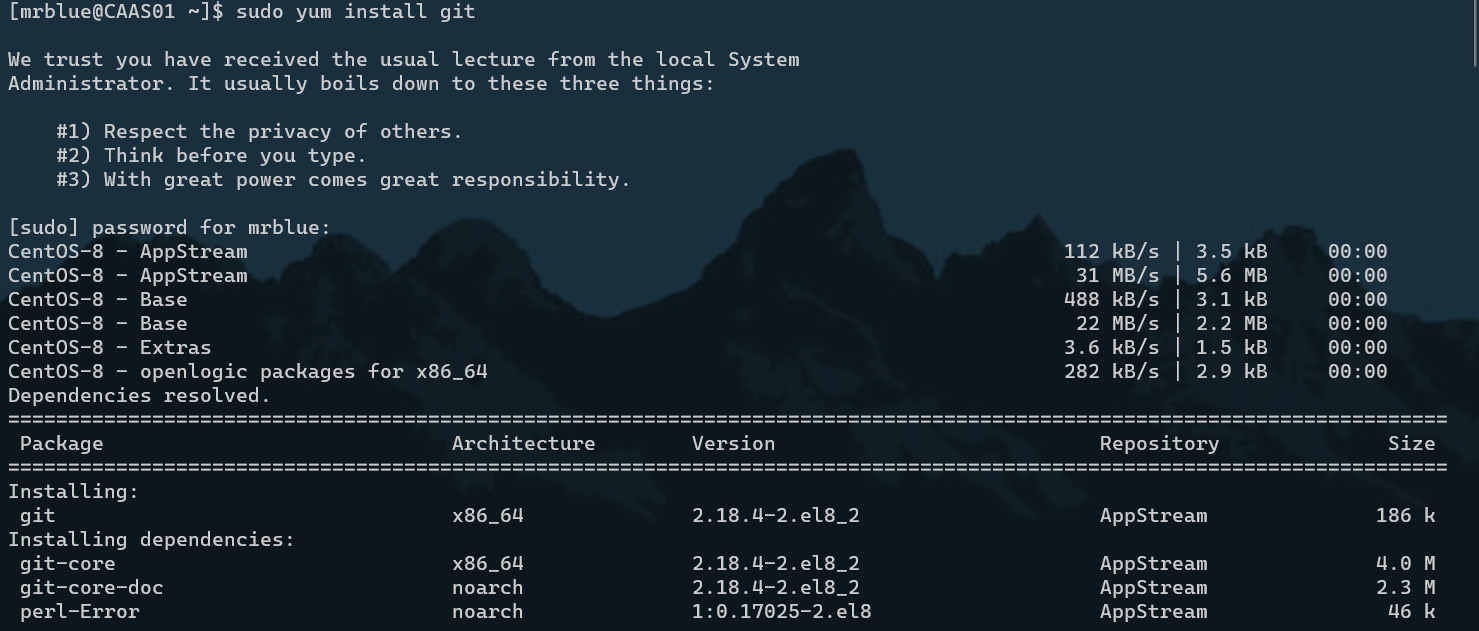 [mrblue@CAAS01 ~]$ sudo yum install git
We trust you have received the usual lecture from the local System
Administrator. It usually boils down to these three things:
#1) Respect the privacy of others.
#2) Think before you type.
#3) With great power comes great responsibility.
[sudo] password for mrblue:
CentOS-8 - AppStream 112 kB/s | 3.5 kB 00:00
CentOS-8 - AppStream 31 MB/s | 5.6 MB 00:00
CentOS-8 - Base 488 kB/s | 3.1 kB 00:00
CentOS-8 - Base 22 MB/s | 2.2 MB 00:00
CentOS-8 - Extras 3.6 kB/s | 1.5 kB 00:00
CentOS-8 - openlogic packages for x86_64 282 kB/s | 2.9 kB 00:00
Dependencies resolved.
========================================================================================================================
Package Architecture Version Repository Size
========================================================================================================================
Installing:
git x86_64 2.18.4-2.el8_2 AppStream 186 k
Installing dependencies:
git-core x86_64 2.18.4-2.el8_2 AppStream 4.0 M
git-core-doc noarch 2.18.4-2.el8_2 AppStream 2.3 M
perl-Error noarch 1:0.17025-2.el8 AppStream 46 k